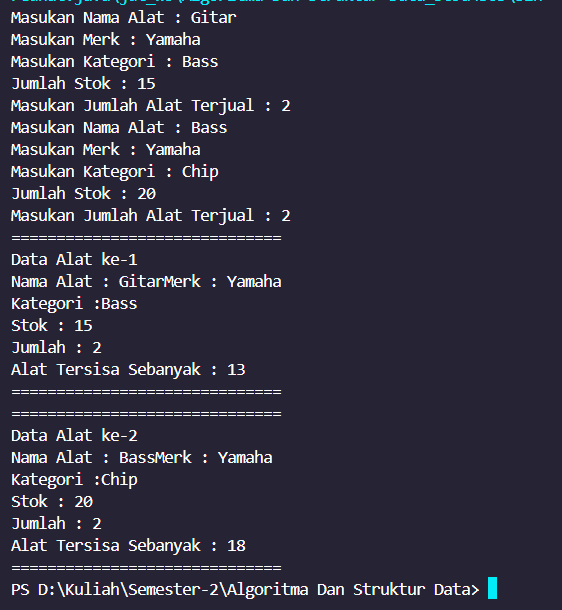 Masukan Nama Alat : Gitar
Masukan Merk : Yamaha
Masukan Kategori : Bass
Jumlah Stok : 15
Masukan Jumlah Alat Terjual : 2
Masukan Nama Alat : Bass
Masukan Merk : Yamaha
Masukan Kategori : Chip
Jumlah Stok : 20
Masukan Jumlah Alat Terjual : 2
==============================
Data Alat ke-1
Nama Alat : GitarMerk : Yamaha
Kategori :Bass
Stok : 15
Jumlah : 2
Alat Tersisa Sebanyak : 13
==============================
==============================
Data Alat ke-2
Nama Alat : BassMerk : Yamaha
Kategori :Chip
Stok : 20
Jumlah : 2
Alat Tersisa Sebanyak : 18
==============================
PS D:\Kuliah\Semester-2\Algoritma Dan Struktur Data>